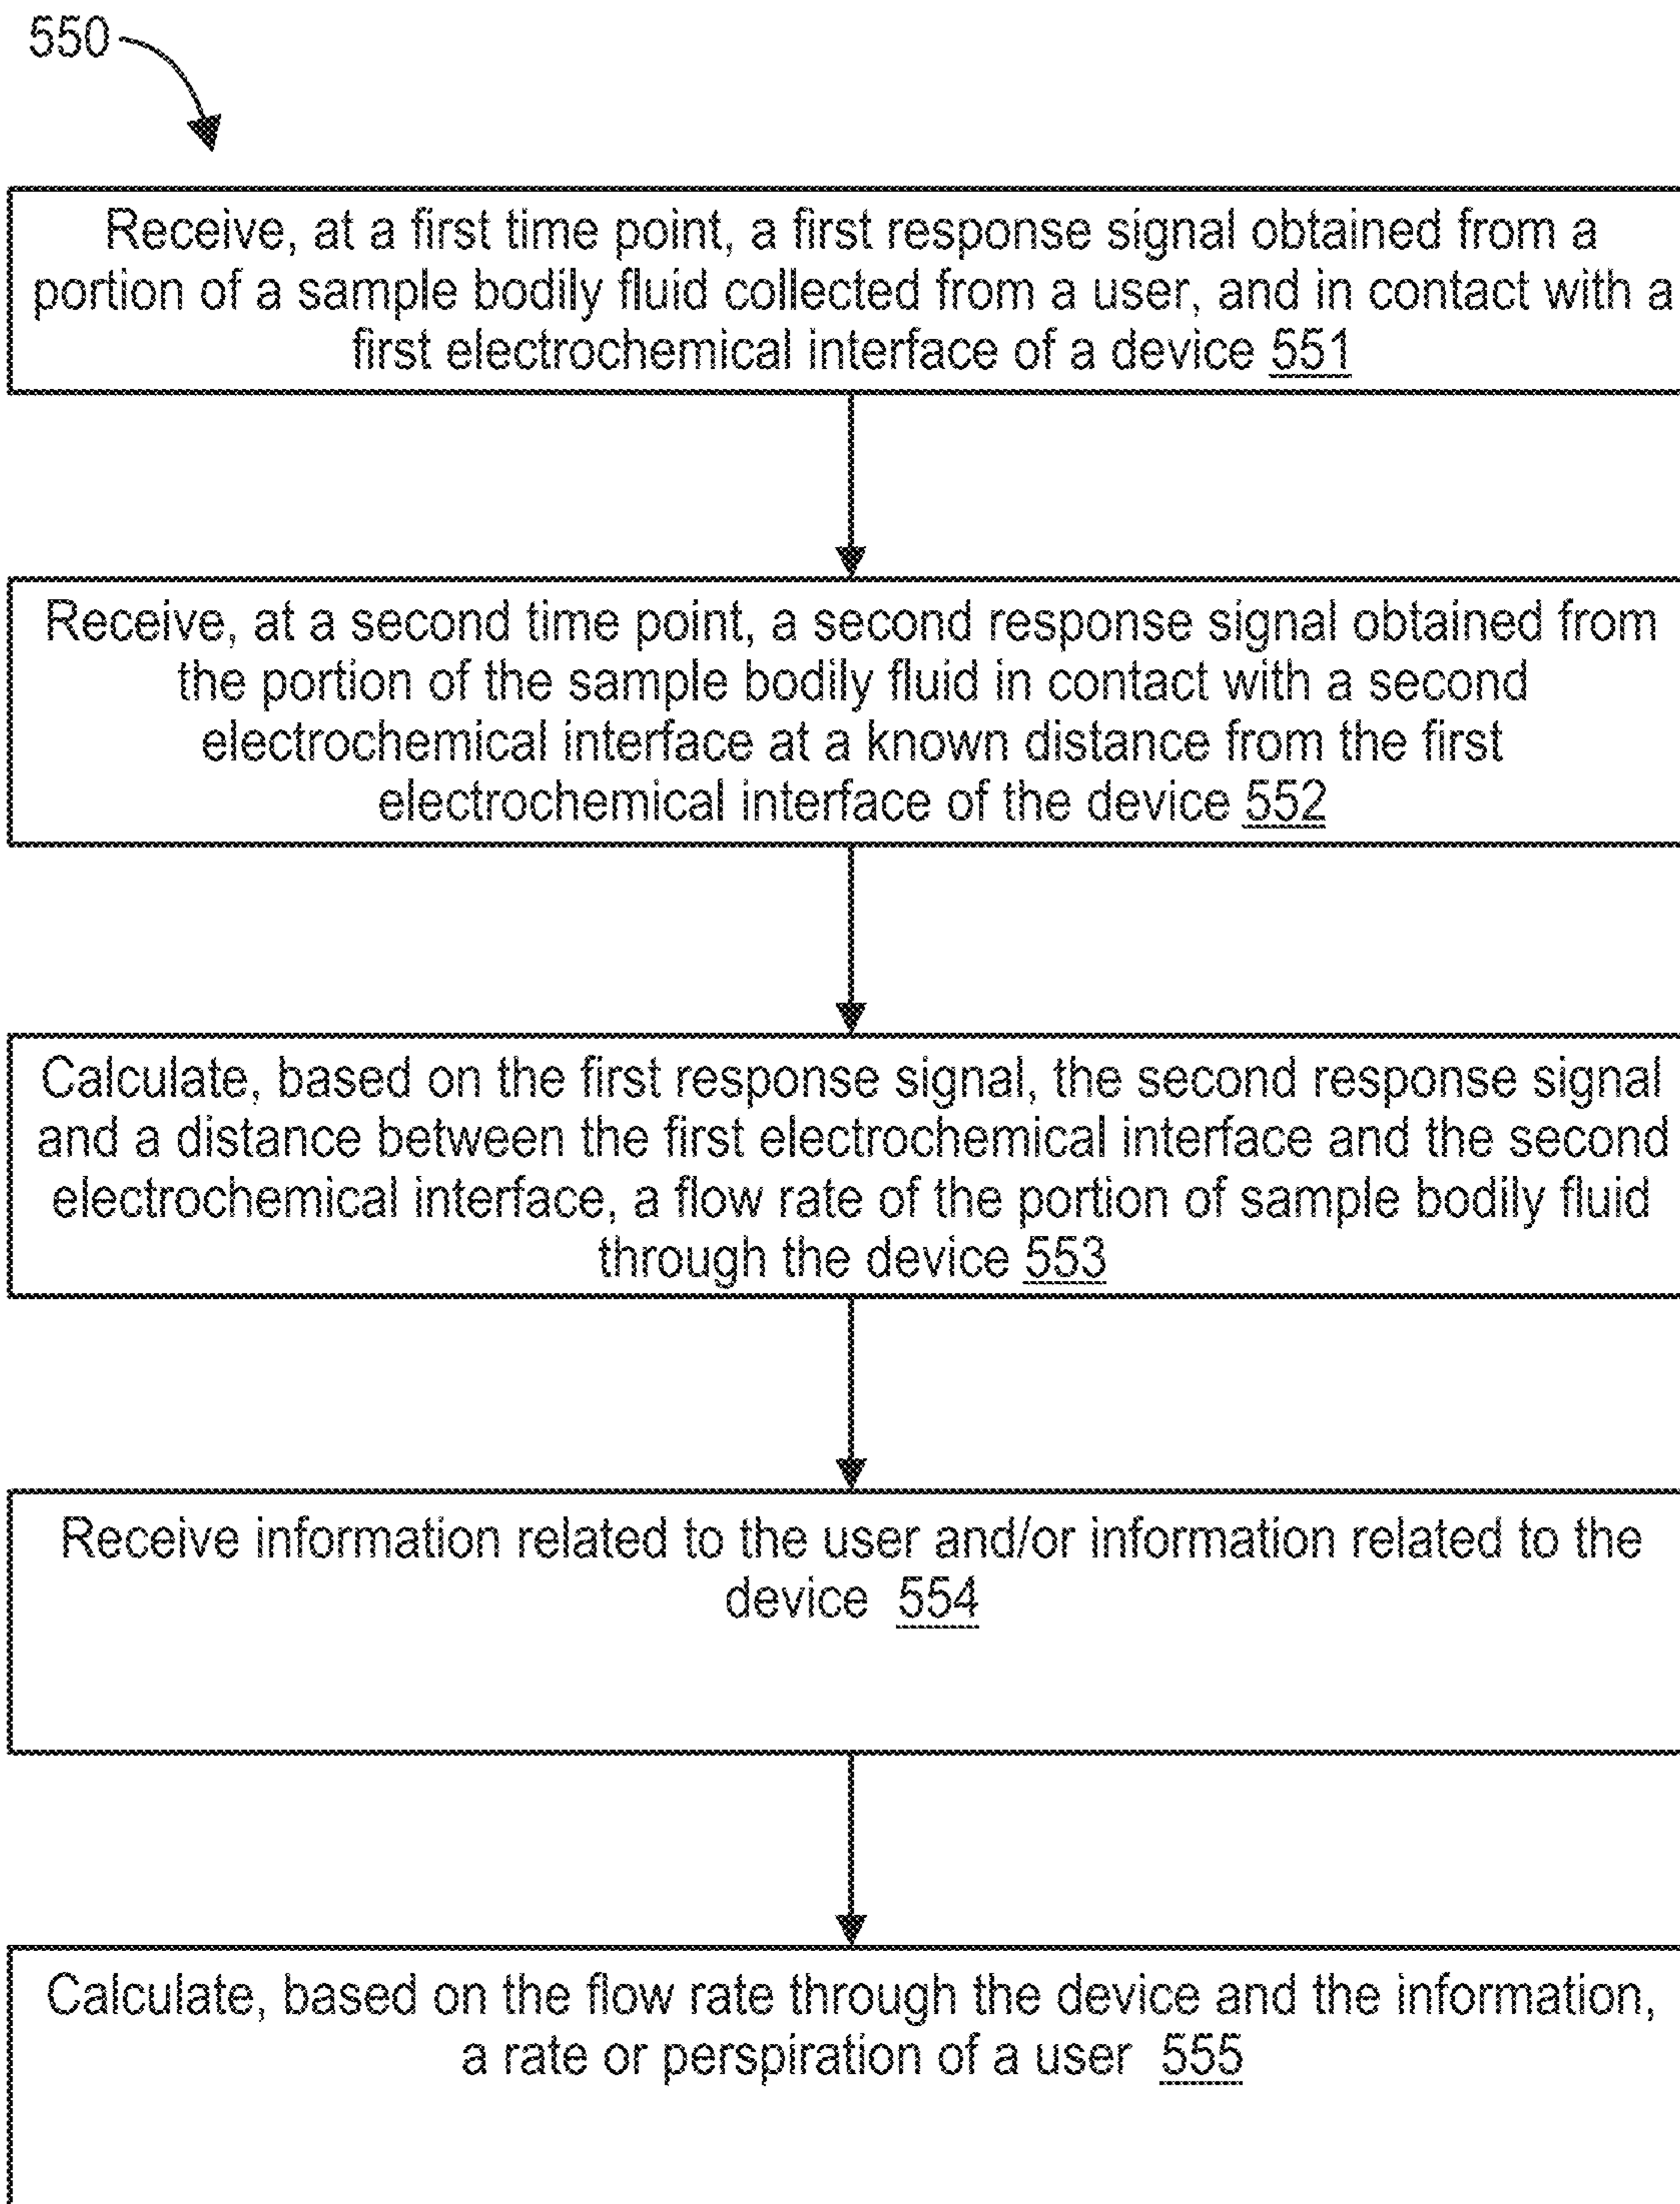 550
Receive, at a first time point, a first response signal obtained from a
portion of a sample bodily fluid collected from a user, and in contact with a
first electrochemical interface of a device 551
Receive, at a second time point, a second response signal obtained from
the portion of the sample bodily fluid in contact with a second
electrochemical interface at a known distance from the first
electrochemical interface of the device 552
Calculate, based on the first response signal, the second response signal
and a distance between the first electrochemical interface and the second
electrochemical interface, a flow rate of the portion of sample bodily fluid
through the device 553
Receive information related to the user and/or information related to the
device 554
Calculate, based on the flow rate through the device and the information,
a rate or perspiration of a user 555